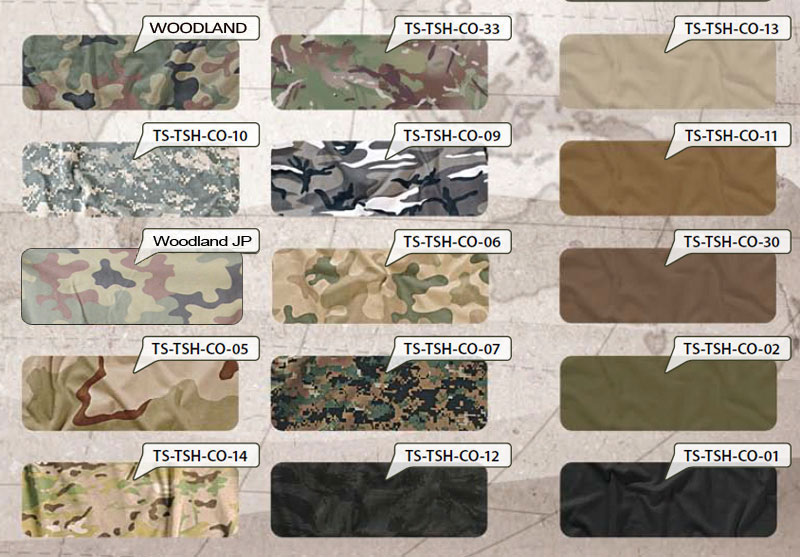 WOODLAND
TS-TSH-CO-33
TS-TSH-CO-13
TS-TSH-CO-10
TS-TSH-CO-09
TS-TSH-CO-11
Woodland JP
TS-TSH-CO-06
TS-TSH-CO-30
TS-TSH-CO-05
TS-TSH-CO-07
TS-TSH-CO-02
TS-TSH-CO-14
TS-TSH-CO-12
TS-TSH-CO-01